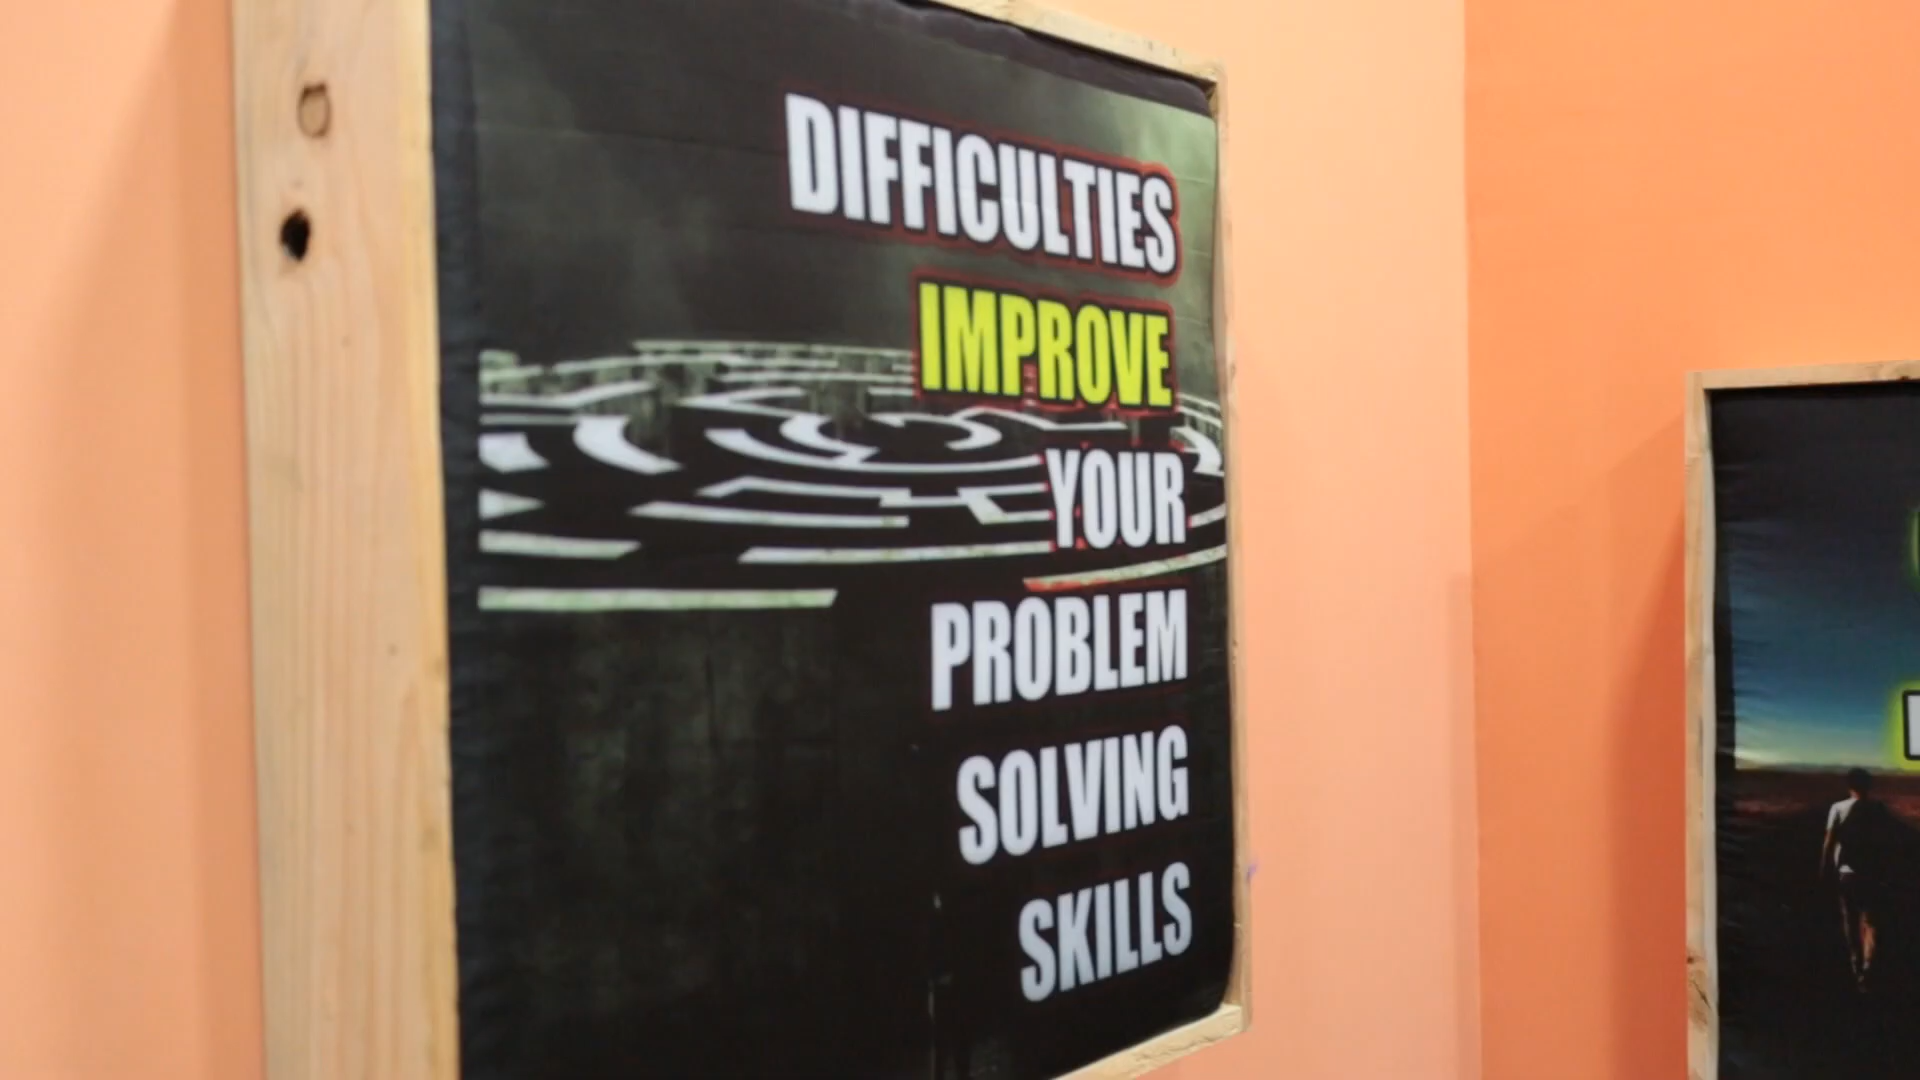 DIFFICULTIES
IMPROVE
YOUR
PROBLEM
SOLVING
SKILLS